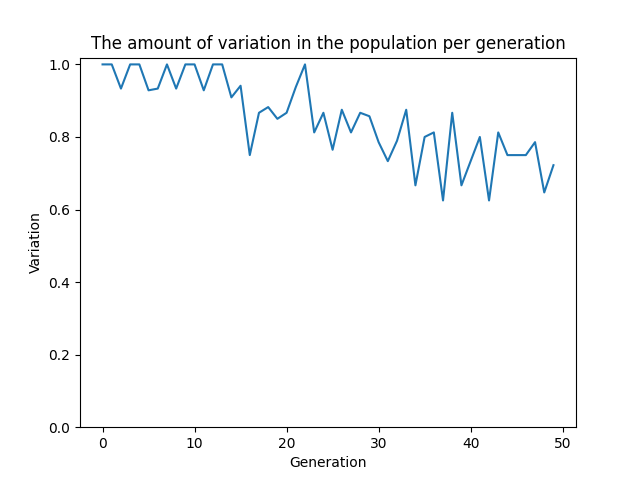 The amount of variation in the population per generation
1.0
0.8
0.6
0.4
0.2
0.0
Variation
0 10 20 30 40 50
Generation